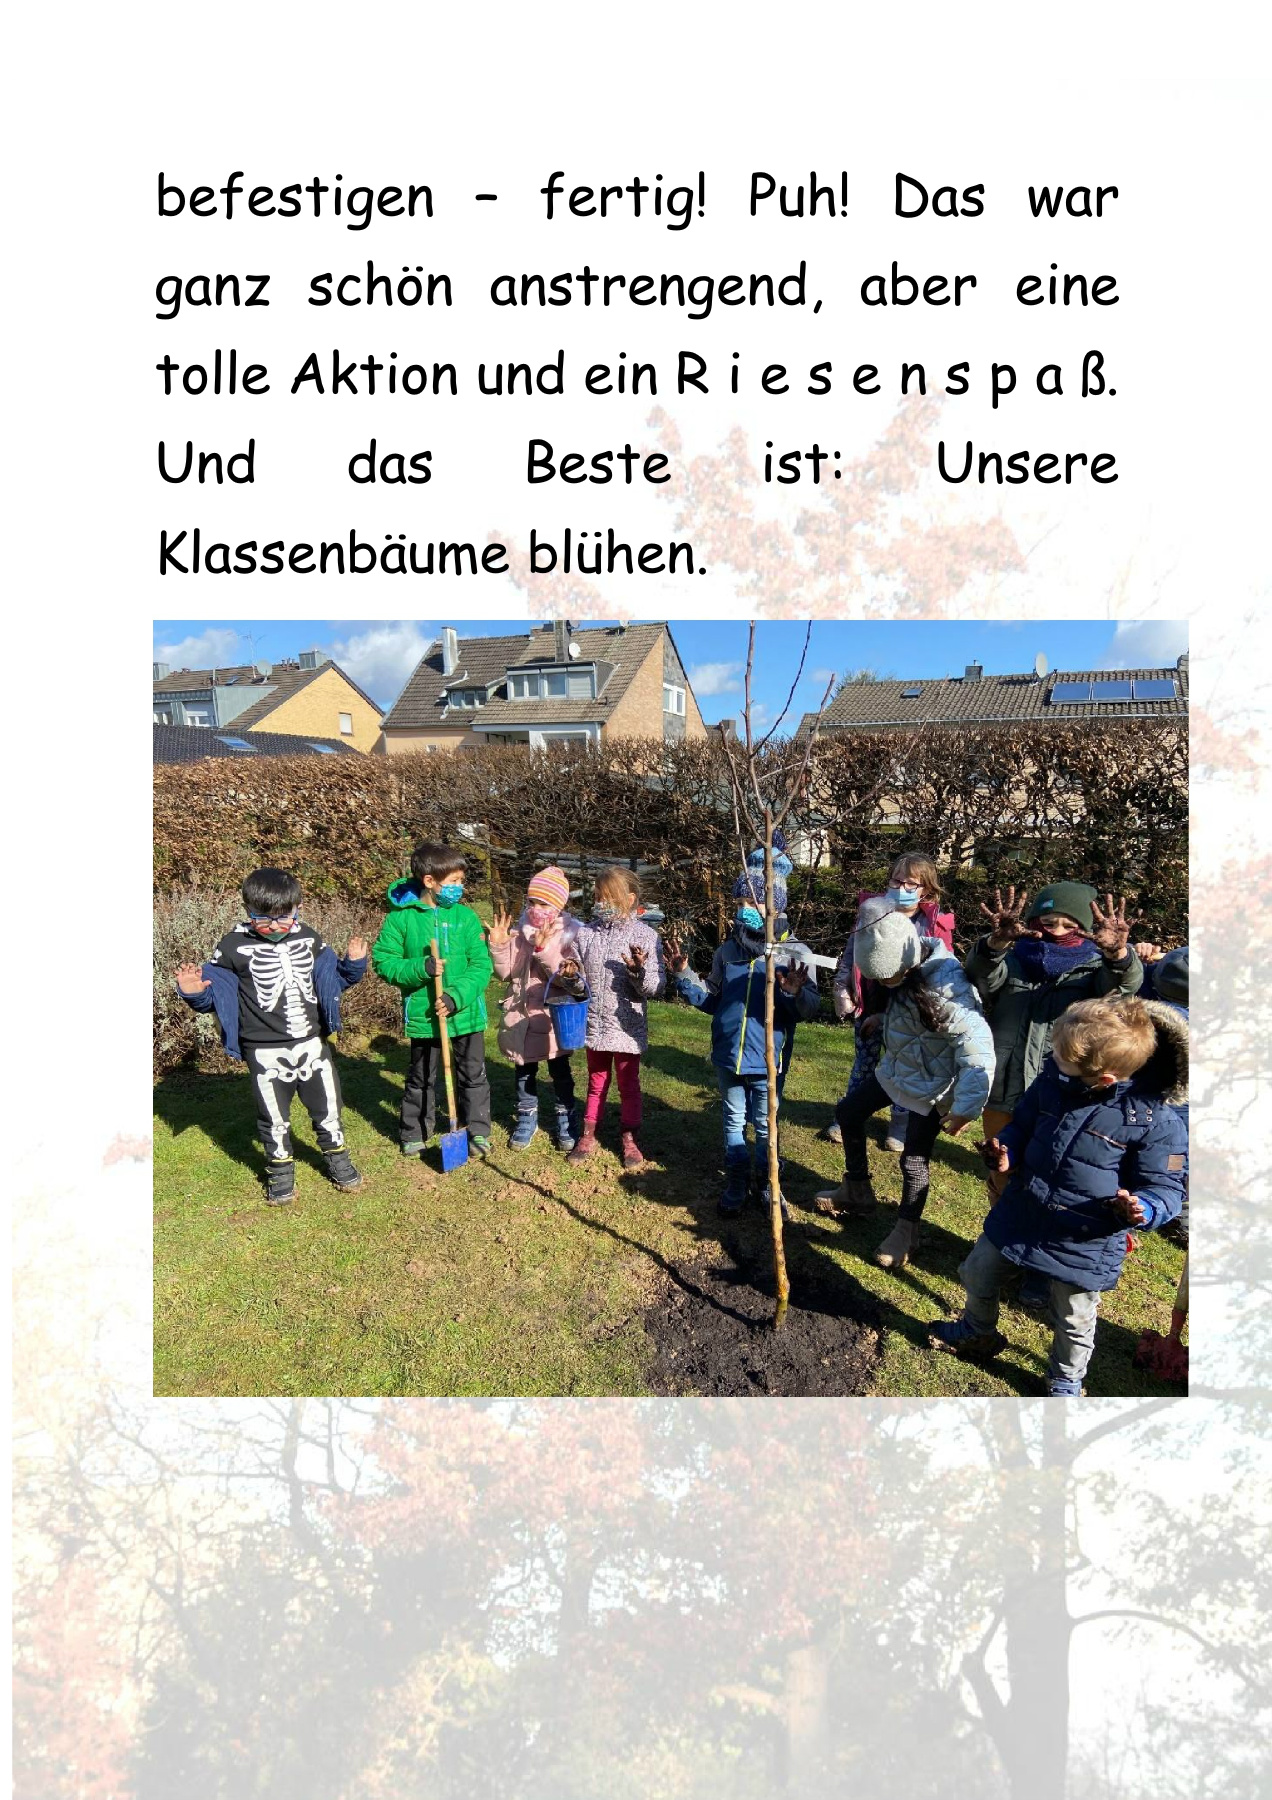 befestigen – fertig! Puh! Das war
ganz schön anstrengend, aber eine
tolle Aktion und ein R i e s e n s p a ß.
Und das Beste ist: Unsere
Klassenbäume blühen.